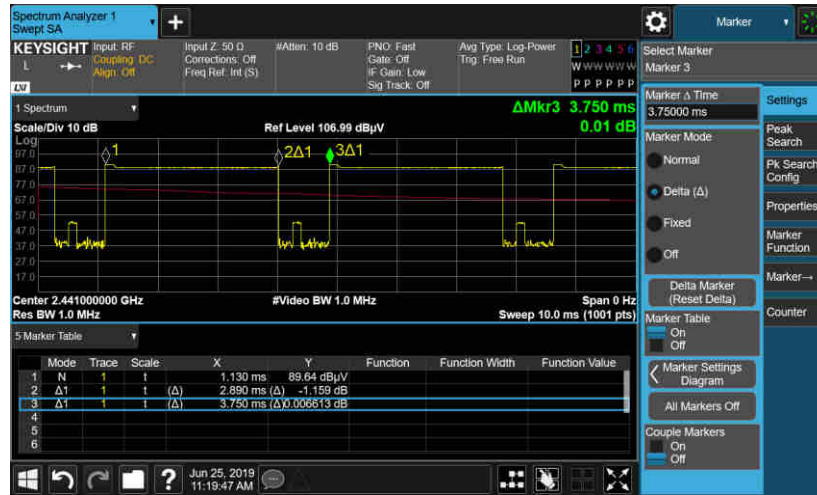 Spectrum Analyzer 1
Swept SA
Marker
KEYSIGHT
L
LXI
Input: RF
Coupling: DC
Align: Off
Input Z: 50 Ω
Corrections: Off
Freq Ref: Int (S)
#Atten: 10 dB
PNO: Fast
Gate: Off
IF Gain: Low
Sig Track: Off
Avg Type: Log-Power
Trig: Free Run
1 2 3 4 5 6
W W W W W W
P P P P P P
Select Marker
Marker 3
1 Spectrum
ΔMkr3 3.750 ms
0.01 dB
Scale/Div 10 dB
Ref Level 106.99 dBµV
Log
97.0
87.0
77.0
67.0
57.0
47.0
37.0
27.0
17.0
1
2Δ1
3Δ1
Center 2.441000000 GHz
Res BW 1.0 MHz
#Video BW 1.0 MHz
Span 0 Hz
Sweep 10.0 ms (1001 pts)
5 Marker Table
Mode Trace Scale X Y Function Function Width Function Value
1 N 1 t 1.130 ms 89.64 dBµV
2 Δ1 1 t (Δ) 2.890 ms (Δ) -1.159 dB
3 Δ1 1 t (Δ) 3.750 ms (Δ) 0.006613 dB
4
5
6
Marker Δ Time
3.75000 ms
Marker Mode
Normal
Delta (Δ)
Fixed
Off
Delta Marker
(Reset Delta)
Marker Table
On
Off
Marker Settings
Diagram
All Markers Off
Couple Markers
On
Off
Settings
Peak
Search
Pk Search
Config
Properties
Marker
Function
Marker→
Counter
?
Jun 25, 2019
11:19:47 AM